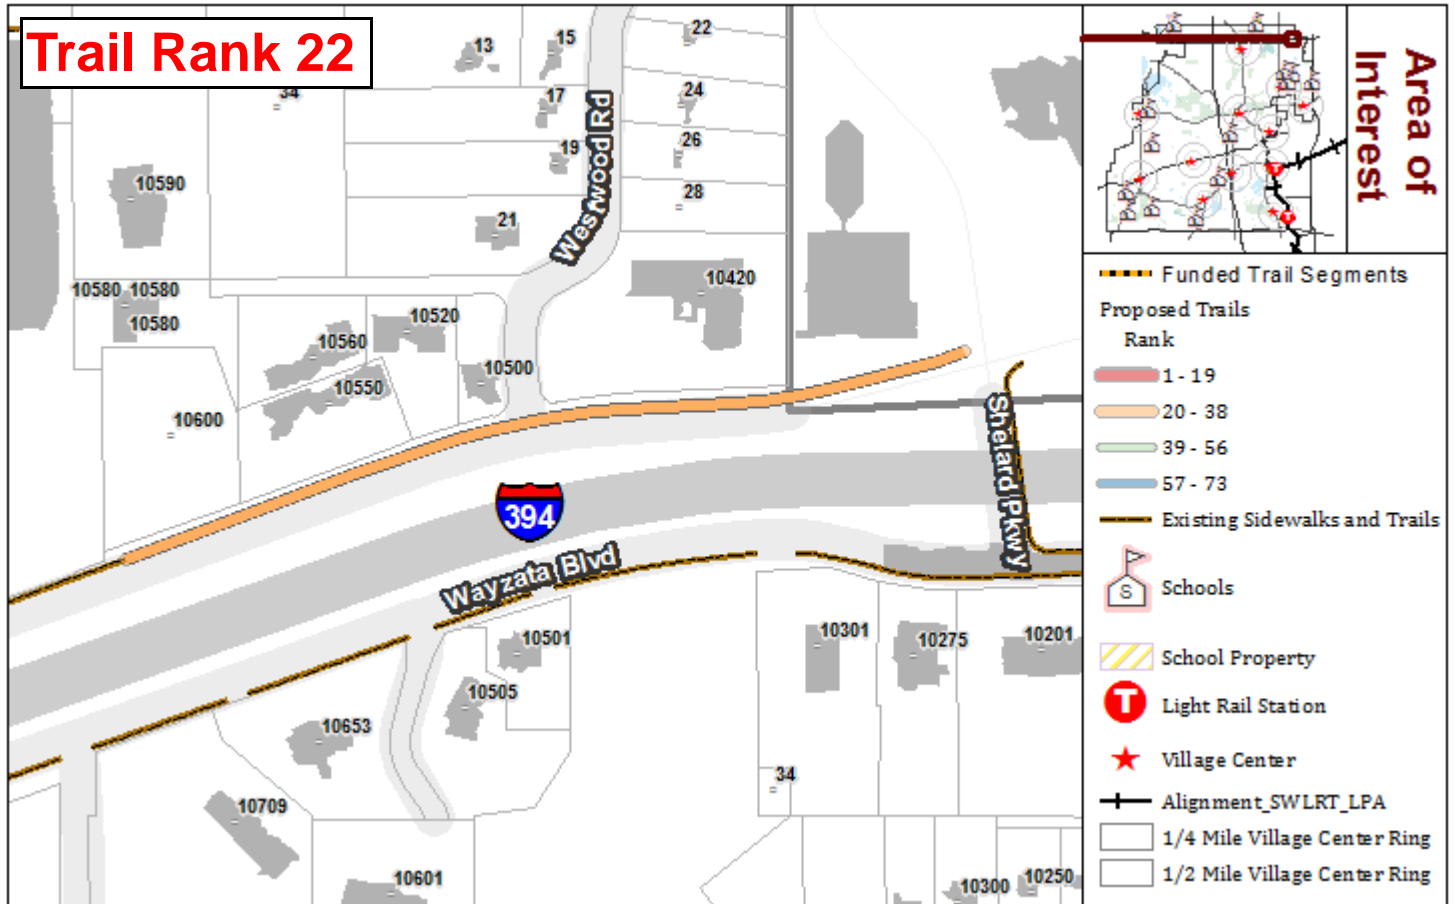 Trail Rank 22
13
15
22
34
17
24
19
26
28
Westwood Rd
10590
21
10420
10580 10580
10580
10520
10560
10500
10550
10600
Shelard Pkwy
394
Wayzata Blvd
10501
10301
10275
10201
10505
10653
34
10709
10601
10300
10250
Area of
Interest
Funded Trail Segments
Proposed Trails
Rank
1 - 19
20 - 38
39 - 56
57 - 73
Existing Sidewalks and Trails
S
Schools
School Property
T
Light Rail Station
Village Center
Alignment_SWLRT_LPA
1/4 Mile Village Center Ring
1/2 Mile Village Center Ring